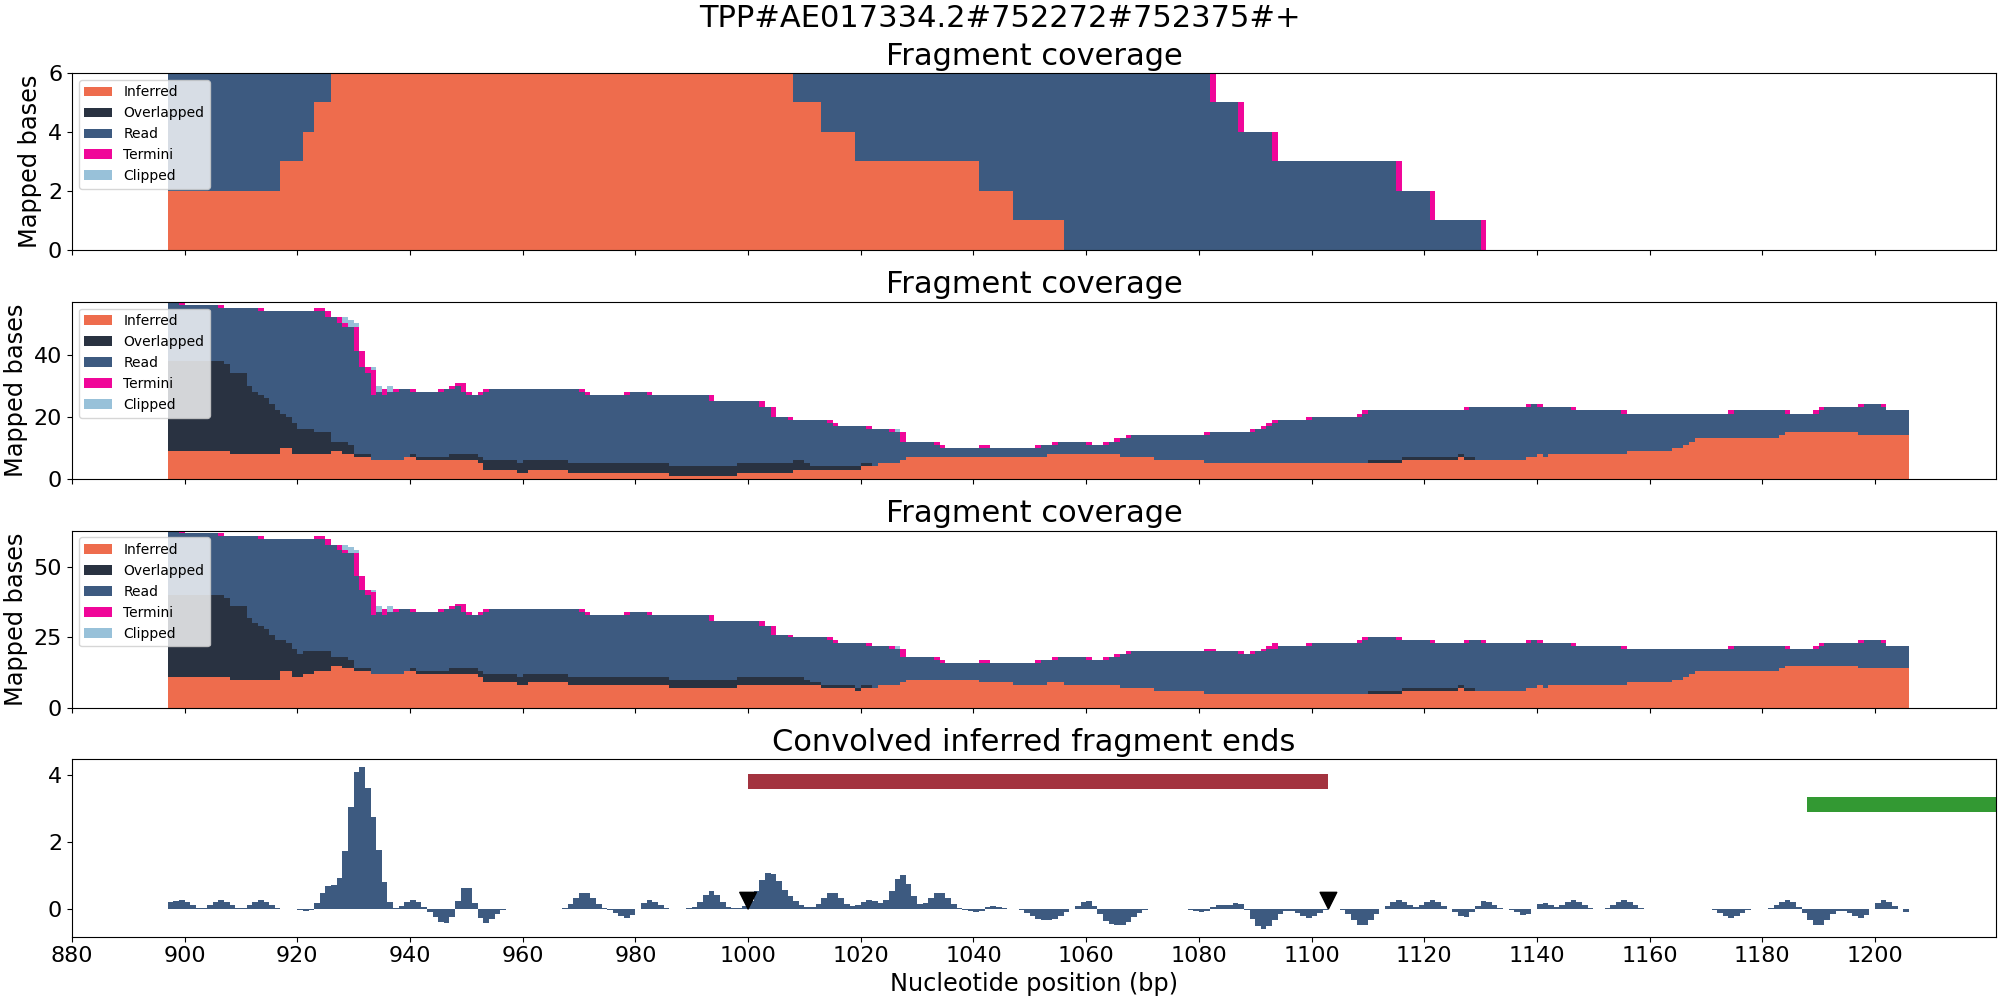 TPP#AE017334.2#752272#752375#+
Fragment coverage
Mapped bases
6
4
2
0
Inferred
Overlapped
Read
Termini
Clipped
Fragment coverage
Mapped bases
40
20
0
Inferred
Overlapped
Read
Termini
Clipped
Fragment coverage
Mapped bases
50
25
0
Inferred
Overlapped
Read
Termini
Clipped
Convolved inferred fragment ends
4
2
0
880 900 920 940 960 980 1000 1020 1040 1060 1080 1100 1120 1140 1160 1180 1200
Nucleotide position (bp)